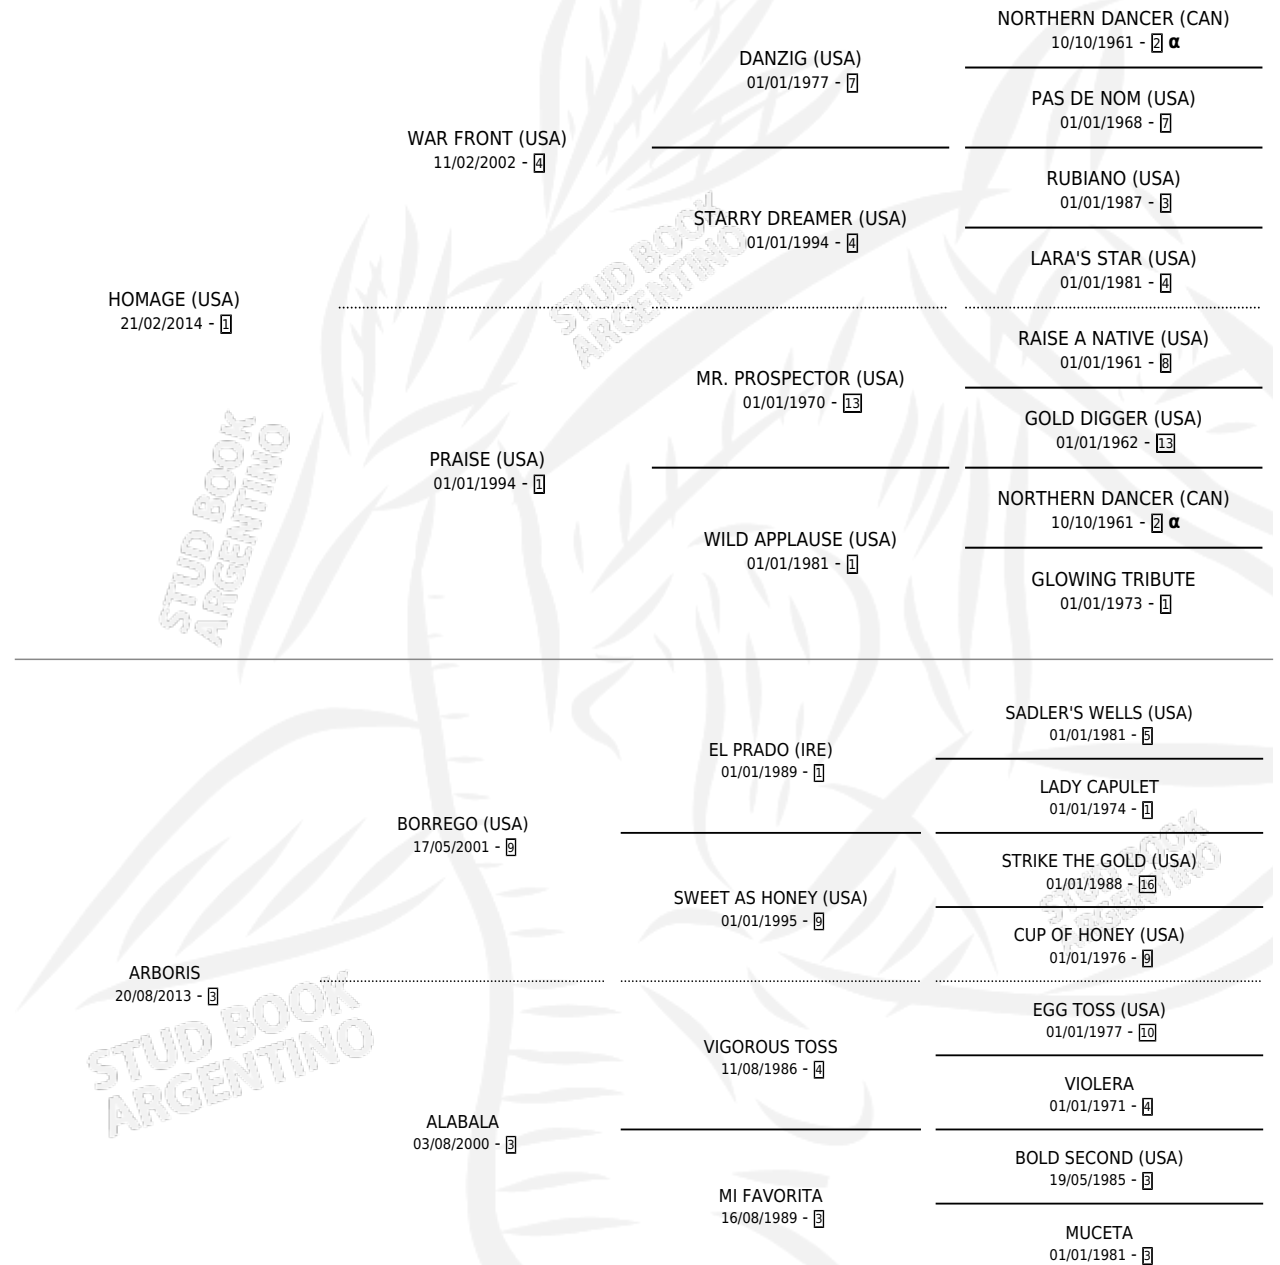 NORTHERN DANCER (CAN)
10/10/1961 - 2 α
DANZIG (USA)
01/01/1977 - 7
PAS DE NOM (USA)
01/01/1968 - 7
WAR FRONT (USA)
11/02/2002 - 4
RUBIANO (USA)
01/01/1987 - 3
STARRY DREAMER (USA)
01/01/1994 - 4
LARA'S STAR (USA)
01/01/1981 - 4
HOMAGE (USA)
21/02/2014 - 1
RAISE A NATIVE (USA)
01/01/1961 - 8
MR. PROSPECTOR (USA)
01/01/1970 - 13
GOLD DIGGER (USA)
01/01/1962 - 13
PRAISE (USA)
01/01/1994 - 1
NORTHERN DANCER (CAN)
10/10/1961 - 2 α
WILD APPLAUSE (USA)
01/01/1981 - 1
GLOWING TRIBUTE
01/01/1973 - 1
SADLER'S WELLS (USA)
01/01/1981 - 5
EL PRADO (IRE)
01/01/1989 - 1
LADY CAPULET
01/01/1974 - 1
BORREGO (USA)
17/05/2001 - 9
STRIKE THE GOLD (USA)
01/01/1988 - 16
SWEET AS HONEY (USA)
01/01/1995 - 9
CUP OF HONEY (USA)
01/01/1976 - 9
ARBORIS
20/08/2013 - 3
EGG TOSS (USA)
01/01/1977 - 10
VIGOROUS TOSS
11/08/1986 - 4
VIOLERA
01/01/1971 - 4
ALABALA
03/08/2000 - 3
BOLD SECOND (USA)
19/05/1985 - 3
MI FAVORITA
16/08/1989 - 3
MUCETA
01/01/1981 - 3
STUD BOOK
ARGENTINO
STUD BOOK
ARGENTINO
STUD BOOK
ARGENTINO
STUD BOOK
ARGENTINO